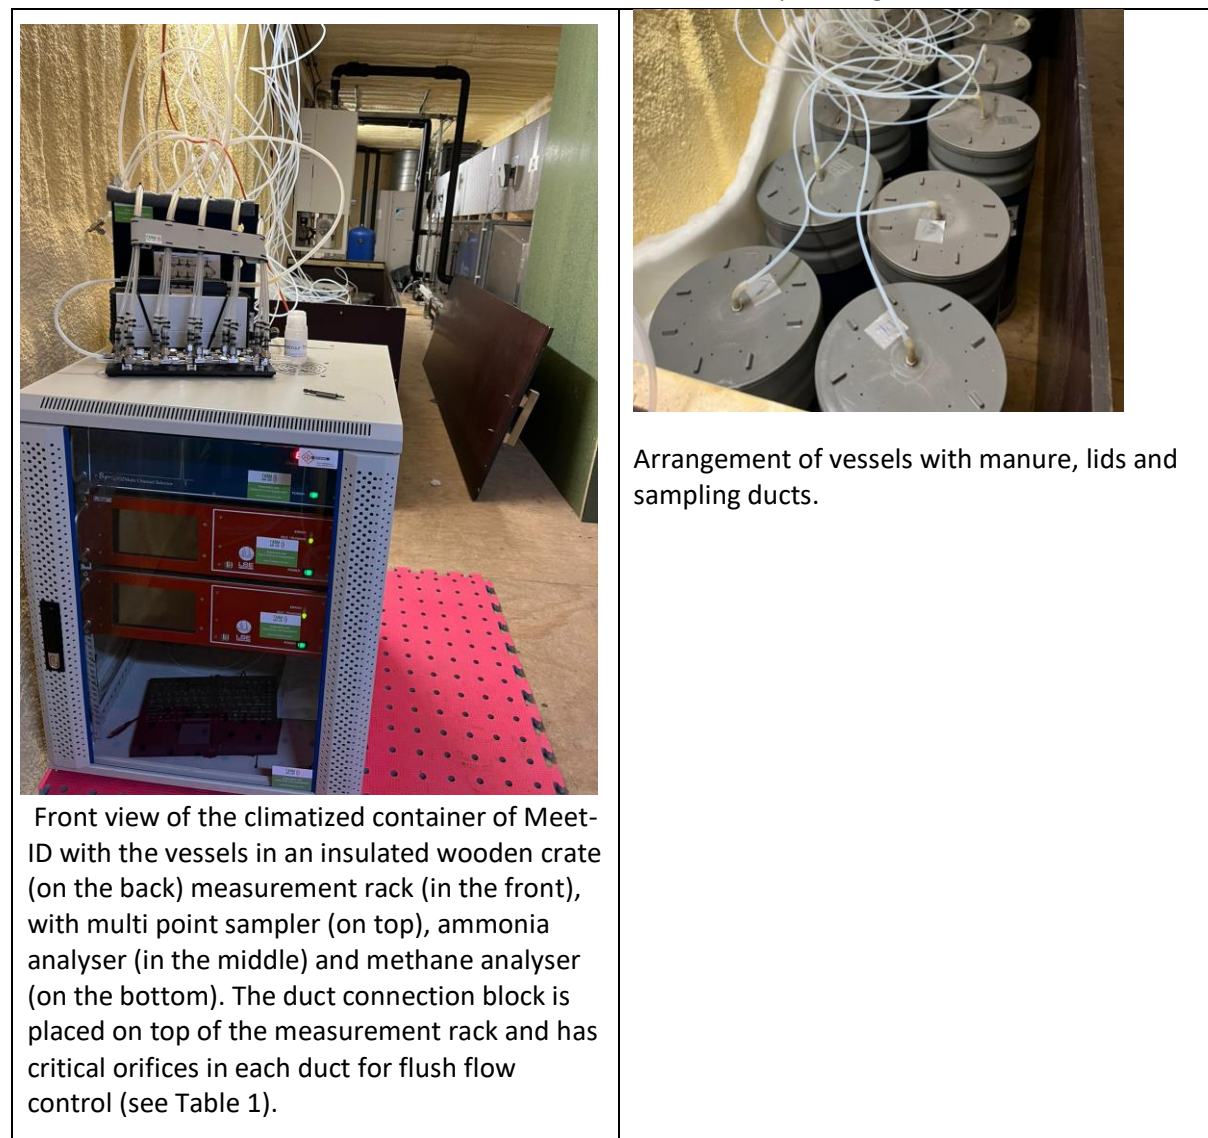 Front view of the climatized container of Meet-
ID with the vessels in an insulated wooden crate
(on the back) measurement rack (in the front),
with multi point sampler (on top), ammonia
analyser (in the middle) and methane analyser
(on the bottom). The duct connection block is
placed on top of the measurement rack and has
critical orifices in each duct for flush flow
control (see Table 1).
Arrangement of vessels with manure, lids and
sampling ducts.